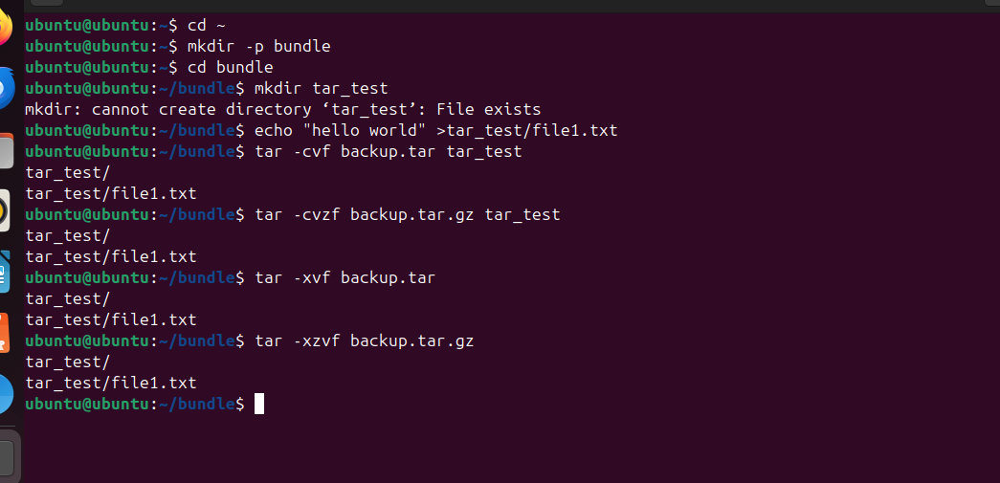 ubuntu@ubuntu:~$ cd ~
ubuntu@ubuntu:~$ mkdir -p bundle
ubuntu@ubuntu:~$ cd bundle
ubuntu@ubuntu:~/bundle$ mkdir tar_test
mkdir: cannot create directory ‘tar_test’: File exists
ubuntu@ubuntu:~/bundle$ echo "hello world" >tar_test/file1.txt
ubuntu@ubuntu:~/bundle$ tar -cvf backup.tar tar_test
tar_test/
tar_test/file1.txt
ubuntu@ubuntu:~/bundle$ tar -cvzf backup.tar.gz tar_test
tar_test/
tar_test/file1.txt
ubuntu@ubuntu:~/bundle$ tar -xvf backup.tar
tar_test/
tar_test/file1.txt
ubuntu@ubuntu:~/bundle$ tar -xzvf backup.tar.gz
tar_test/
tar_test/file1.txt
ubuntu@ubuntu:~/bundle$